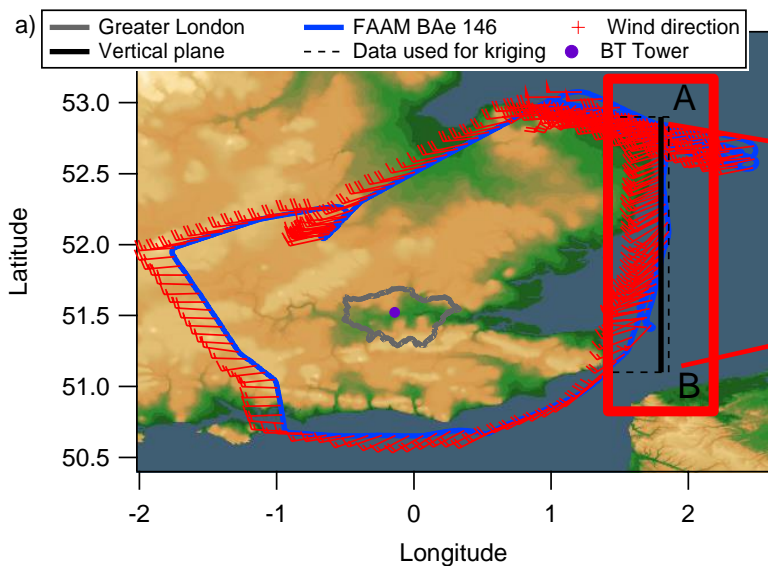 a)
Greater London FAAM BAe 146 Wind direction
Vertical plane Data used for kriging BT Tower
A
B
53.0
52.5
52.0
51.5
51.0
50.5
Latitude
-2 -1 0 1 2
Longitude